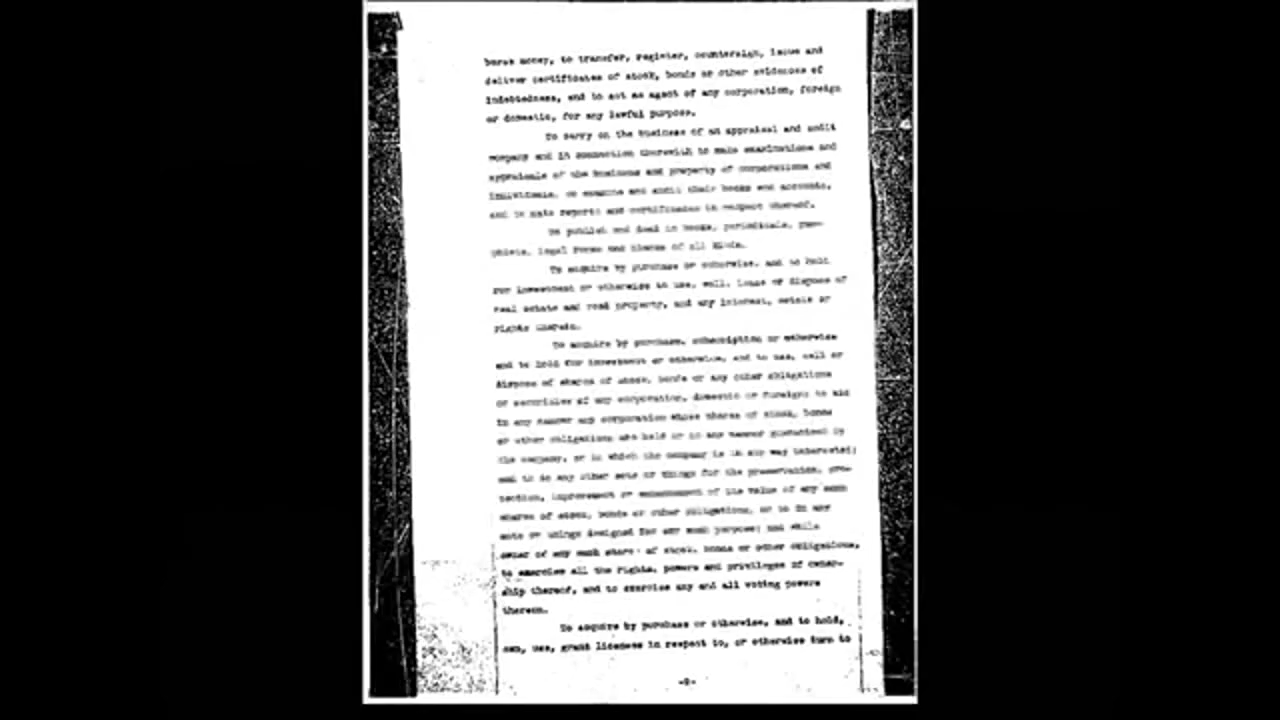 burse money, to transfer, register, countersign, issue and
deliver certificates of stock, bonds or other evidences of
indebtedness, and to act as agent of any corporation, foreign
or domestic, for any lawful purpose.
To carry on the business of an appraisal and audit
company and in connection therewith to make examinations and
appraisals of the business and property of corporations and
individuals, to examine and audit their books and accounts,
and to make reports and certificates in respect thereof.
To publish and deal in books, periodicals, pam-
phlets, legal forms and blanks of all kinds.
To acquire by purchase or otherwise, and to hold
for investment or otherwise to use, sell, lease or dispose of
real estate and real property, and any interest, estate or
rights therein.
To acquire by purchase, subscription or otherwise
and to hold for investment or otherwise, and to use, sell or
dispose of shares of stock, bonds or any other obligations
or securities of any corporation, domestic or foreign; to aid
in any manner any corporation whose shares of stock, bonds
or other obligations are held or in any manner guaranteed by
the company, or in which the company is in any way interested;
and to do any other acts or things for the preservation, pro-
tection, improvement or enhancement of the value of any such
shares of stock, bonds or other obligations, or to do any
acts or things designed for any such purpose; and while
owner of any such shares of stock, bonds or other obligations,
to exercise all the rights, powers and privileges of owner-
ship thereof, and to exercise any and all voting powers
thereon.
To acquire by purchase or otherwise, and to hold,
own, use, grant licenses in respect to, or otherwise turn to